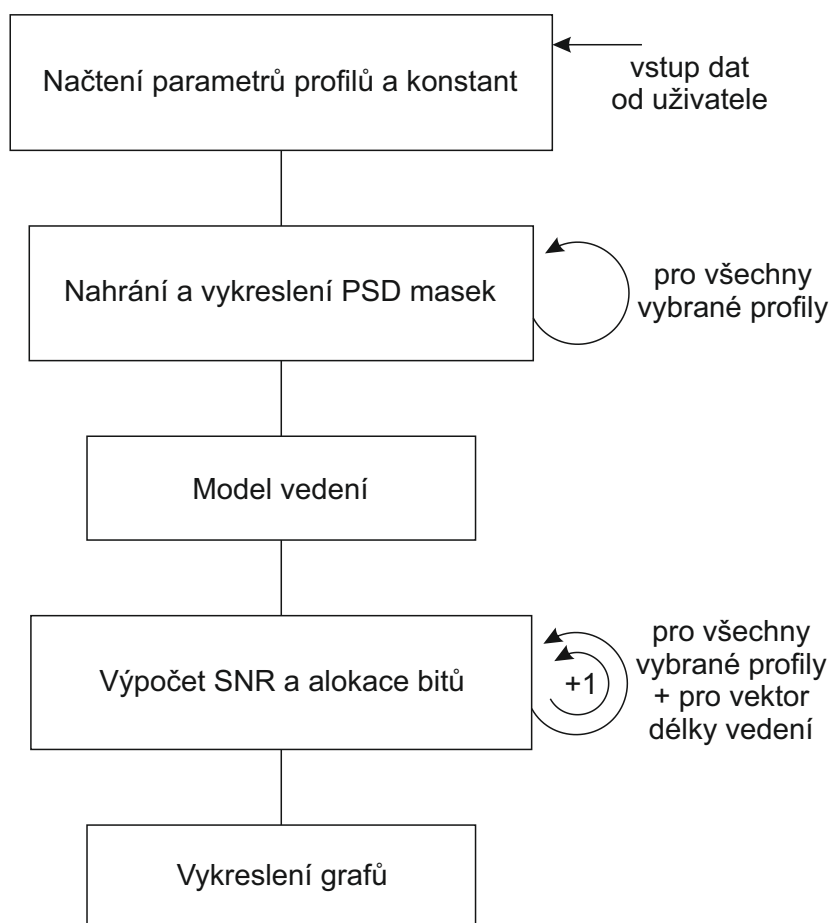 Načtení parametrů profilů a konstant
vstup dat
od uživatele
Nahrání a vykreslení PSD masek
pro všechny
vybrané profily
Model vedení
Výpočet SNR a alokace bitů
+1
pro všechny
vybrané profily
+ pro vektor
délky vedení
Vykreslení grafů